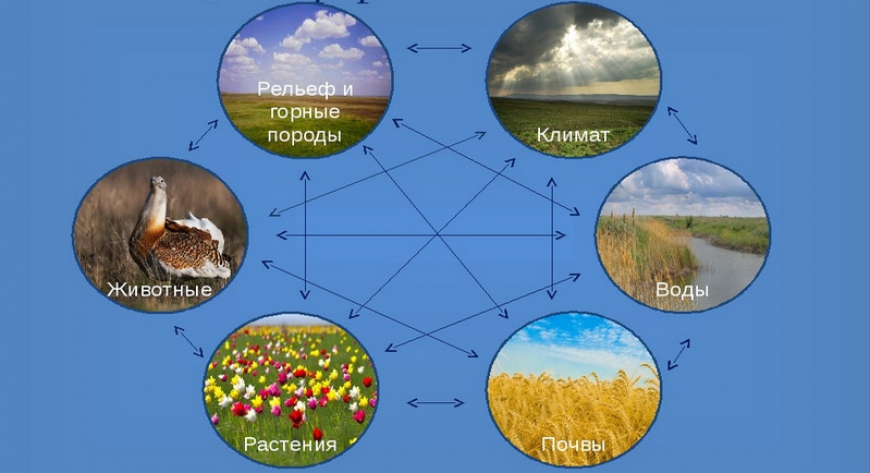 Рельеф и
горные
породы
Климат
Животные
Воды
Растения
Почвы